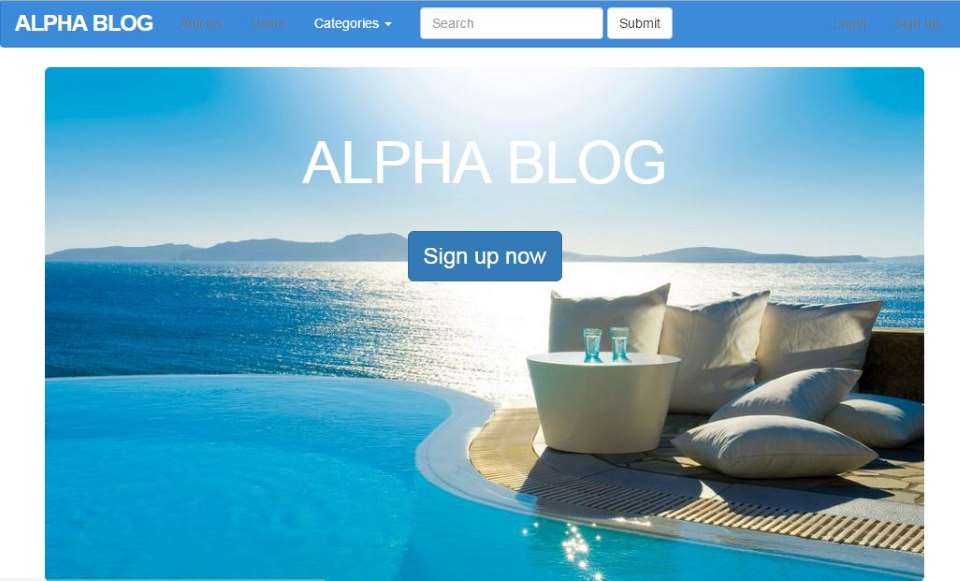 ALPHA BLOG
Articles
Users
Categories
Search
Submit
Login
Sign up
ALPHA BLOG
Sign up now